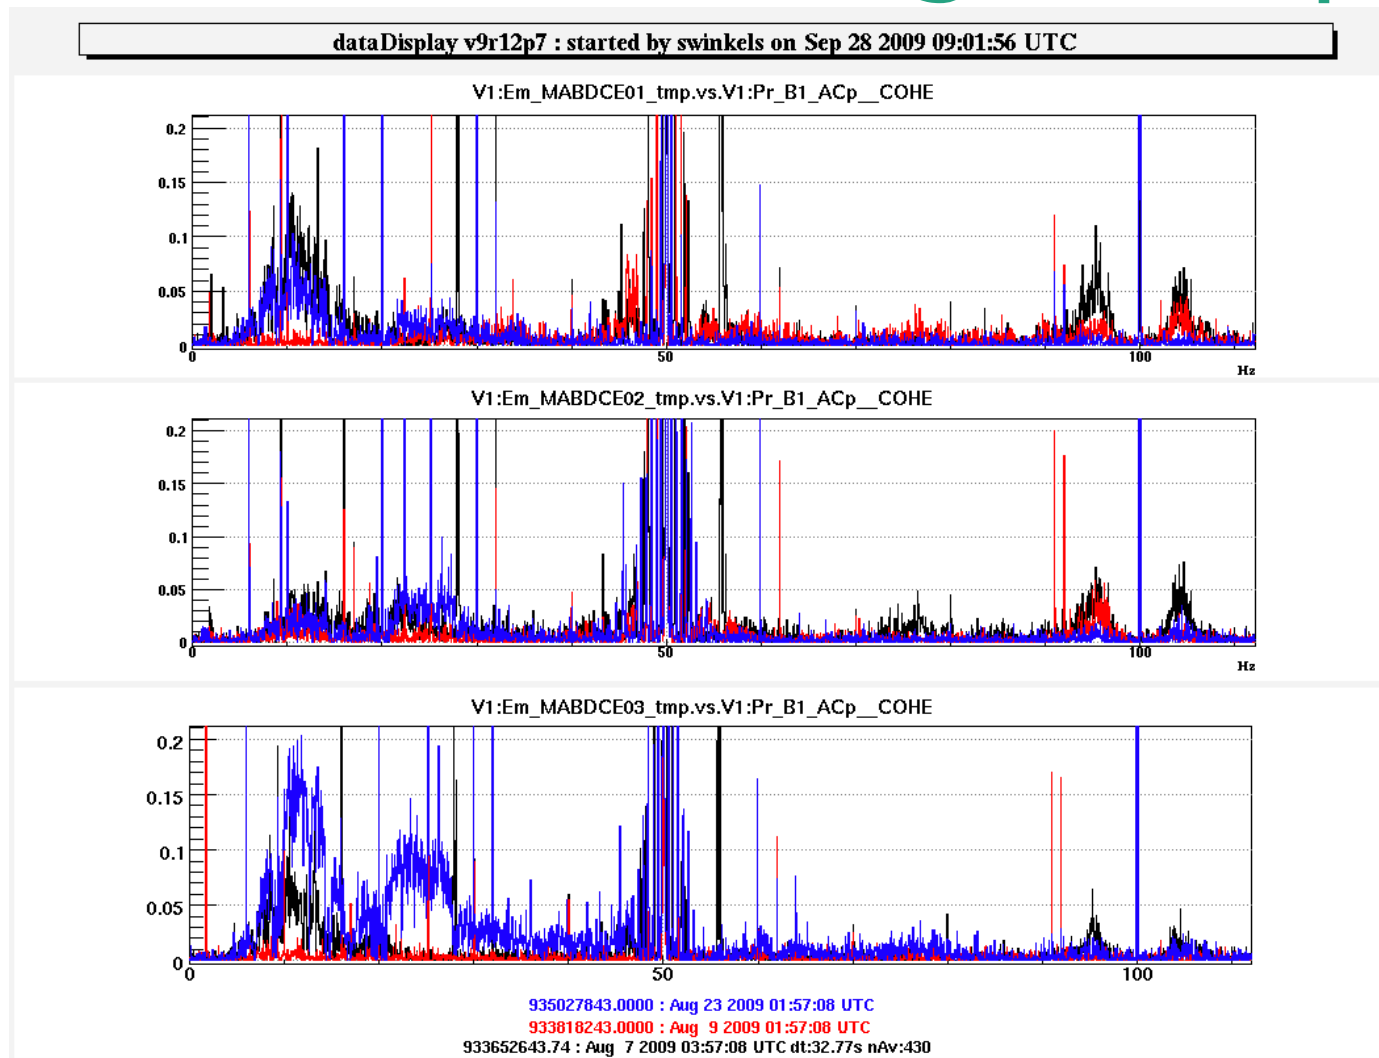 dataDisplay v9r12p7 : started by swinkels on Sep 28 2009 09:01:56 UTC
V1:Em_MABDCE01_tmp.vs.V1:Pr_B1_ACp__COHE
0.2
0.15
0.1
0.05
0
0 50 100
Hz
V1:Em_MABDCE02_tmp.vs.V1:Pr_B1_ACp__COHE
0.2
0.15
0.1
0.05
0
0 50 100
Hz
V1:Em_MABDCE03_tmp.vs.V1:Pr_B1_ACp__COHE
0.2
0.15
0.1
0.05
0
0 50 100
935027843.0000 : Aug 23 2009 01:57:08 UTC
933818243.0000 : Aug 9 2009 01:57:08 UTC
933652643.74 : Aug 7 2009 03:57:08 UTC dt:32.77s nAv:430